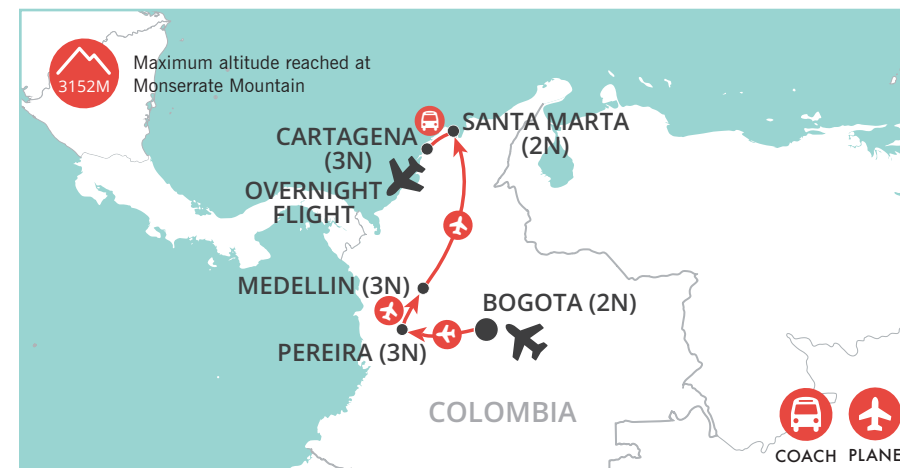 3152M
Maximum altitude reached at
Monserrate Mountain
CARTAGENA
(3N)
SANTA MARTA
(2N)
OVERNIGHT
FLIGHT
MEDELLIN (3N)
BOGOTA (2N)
PEREIRA (3N)
COLOMBIA
COACH
PLANE